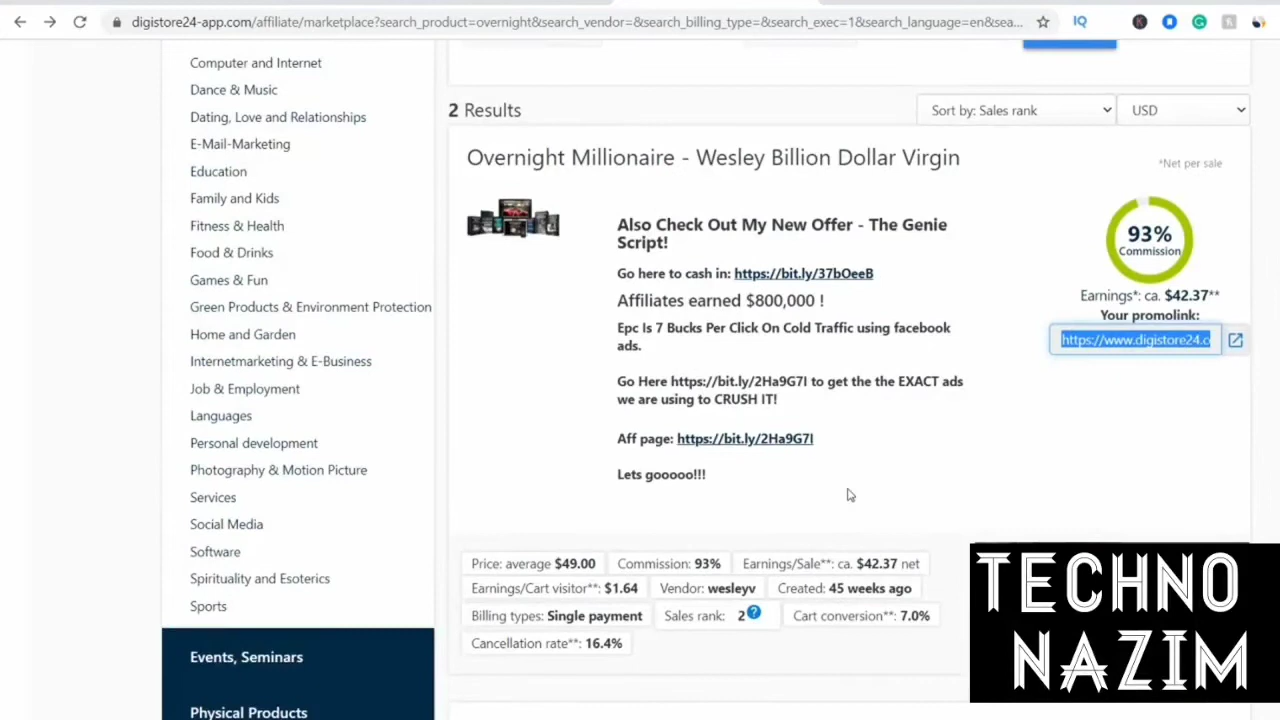 digistore24-app.com/affiliate/marketplace?search_product=overnight&search_vendor=&search_billing_type=&search_exec=1&search_language=en&sea...
IQ
Computer and Internet
Dance & Music
Dating, Love and Relationships
E-Mail-Marketing
Education
Family and Kids
Fitness & Health
Food & Drinks
Games & Fun
Green Products & Environment Protection
Home and Garden
Internetmarketing & E-Business
Job & Employment
Languages
Personal development
Photography & Motion Picture
Services
Social Media
Software
Spirituality and Esoterics
Sports
Events, Seminars
Physical Products
2 Results
Sort by: Sales rank
USD
Overnight Millionaire - Wesley Billion Dollar Virgin
*Net per sale
Also Check Out My New Offer - The Genie
Script!
Go here to cash in: https://bit.ly/37bOeeB
Affiliates earned $800,000 !
Epc Is 7 Bucks Per Click On Cold Traffic using facebook
ads.
Go Here https://bit.ly/2Ha9G7I to get the the EXACT ads
we are using to CRUSH IT!
Aff page: https://bit.ly/2Ha9G7I
Lets gooooo!!!
93%
Commission
Earnings*: ca. $42.37**
Your promolink:
https://www.digistore24.c
Price: average $49.00
Commission: 93%
Earnings/Sale**: ca. $42.37 net
Earnings/Cart visitor**: $1.64
Vendor: wesleyv
Created: 45 weeks ago
Billing types: Single payment
Sales rank: 2
Cart conversion**: 7.0%
Cancellation rate**: 16.4%
TECHNO
NAZIM